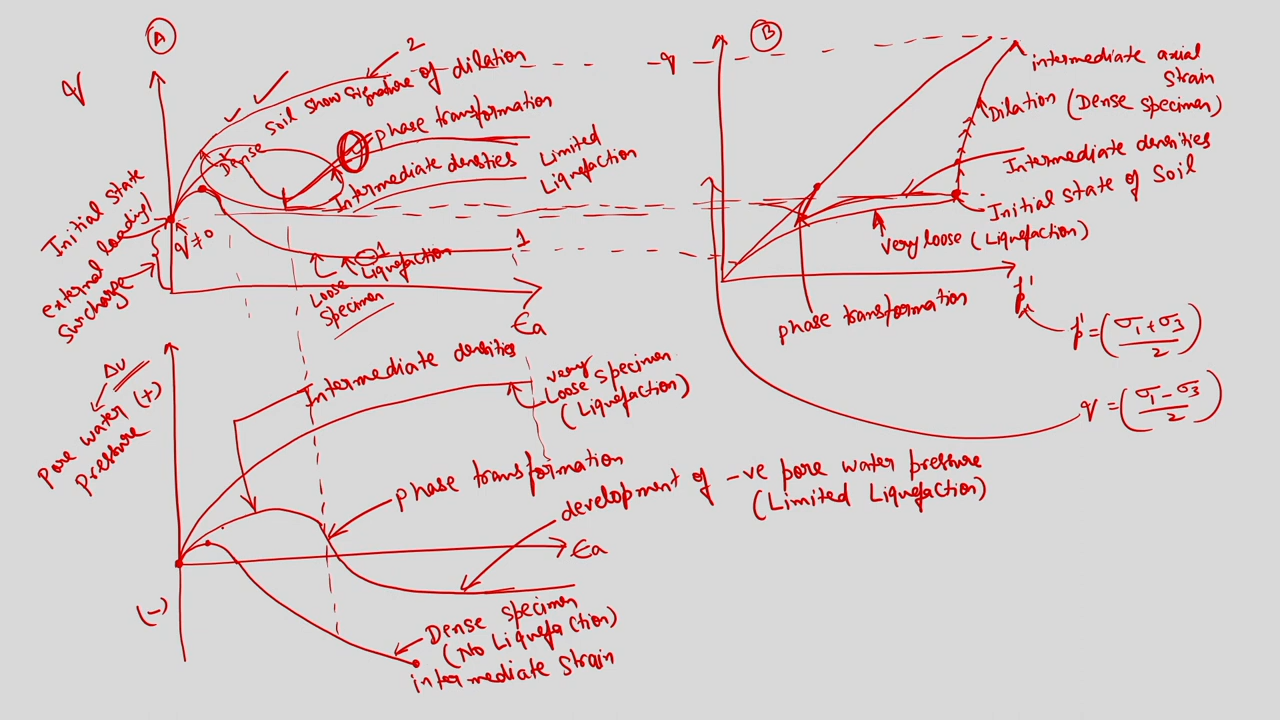 A
q
2
Soil show signature of dilation
Dense
phase transformation
Intermediate densities
Limited
Liquefaction
Initial State
external loading/
Surcharge
q≠0
1
1
Liquefaction
Loose
Specimen
εa
B
q
intermediate axial
strain
Dilation (Dense specimen)
Intermediate densities
Initial State of Soil
very loose (Liquefaction)
p'
phase transformation
p' = (σ1 + σ3 / 2)
q = (σ1 - σ3 / 2)
Δu
Pore water (+)
pressure
Intermediate densities
very
Loose Specimen
(Liquefaction)
phase transformation
development of -ve pore water pressure
(Limited Liquefaction)
εa
(-)
Dense specimen
(No Liquefaction)
intermediate strain